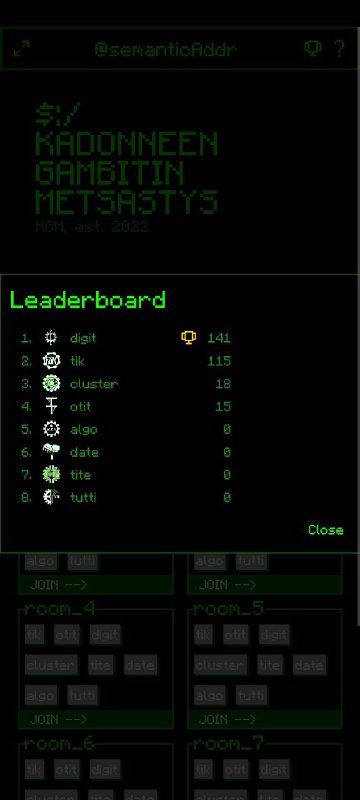 @semanticAddr ?
$:/
KADONNEEN
GAMBITIN
METSASTYS
KGM, est. 2022
Leaderboard
1. digit 141
2. tik 115
3. cluster 18
4. otit 15
5. algo 0
6. date 0
7. tite 0
8. tutti 0
Close
algo tutti algo tutti
JOIN --> JOIN -->
room_4 room_5
tik otit digit tik otit digit
cluster tite date cluster tite date
algo tutti algo tutti
JOIN --> JOIN -->
room_6 room_7
tik otit digit tik otit digit
cluster tite date cluster tite date